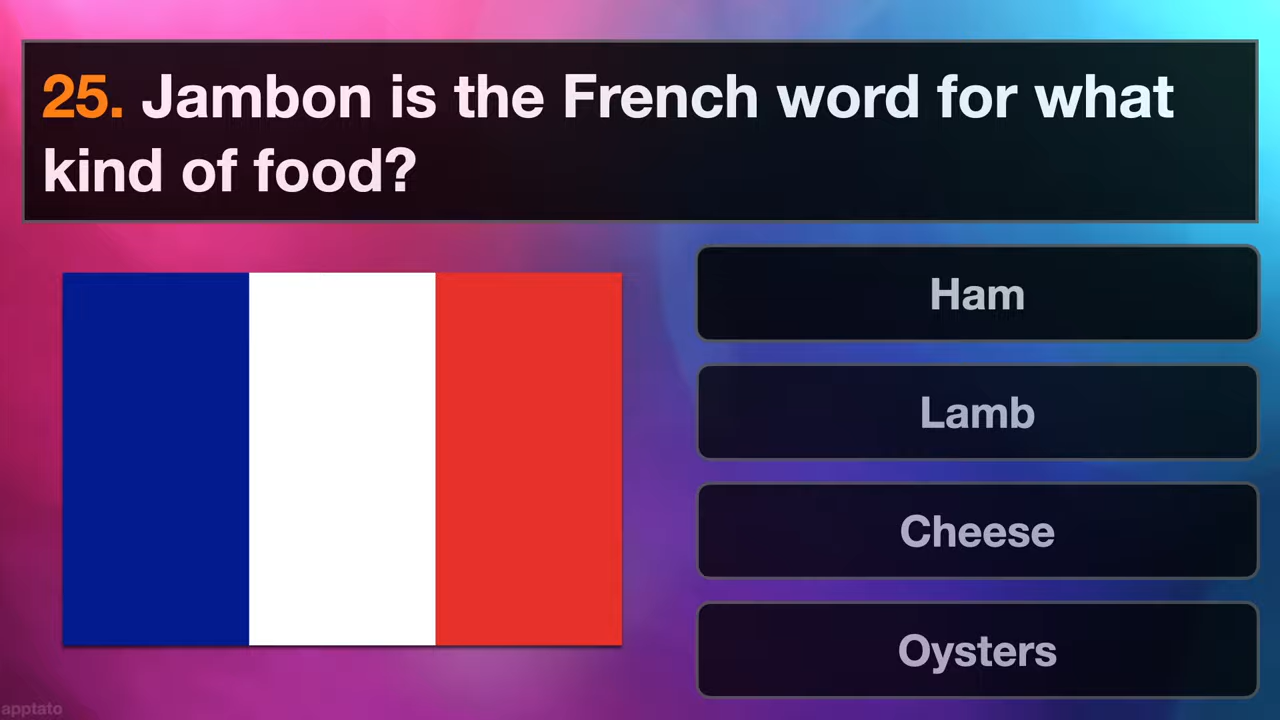 25. Jambon is the French word for what
kind of food?
Ham
Lamb
Cheese
Oysters
apptato